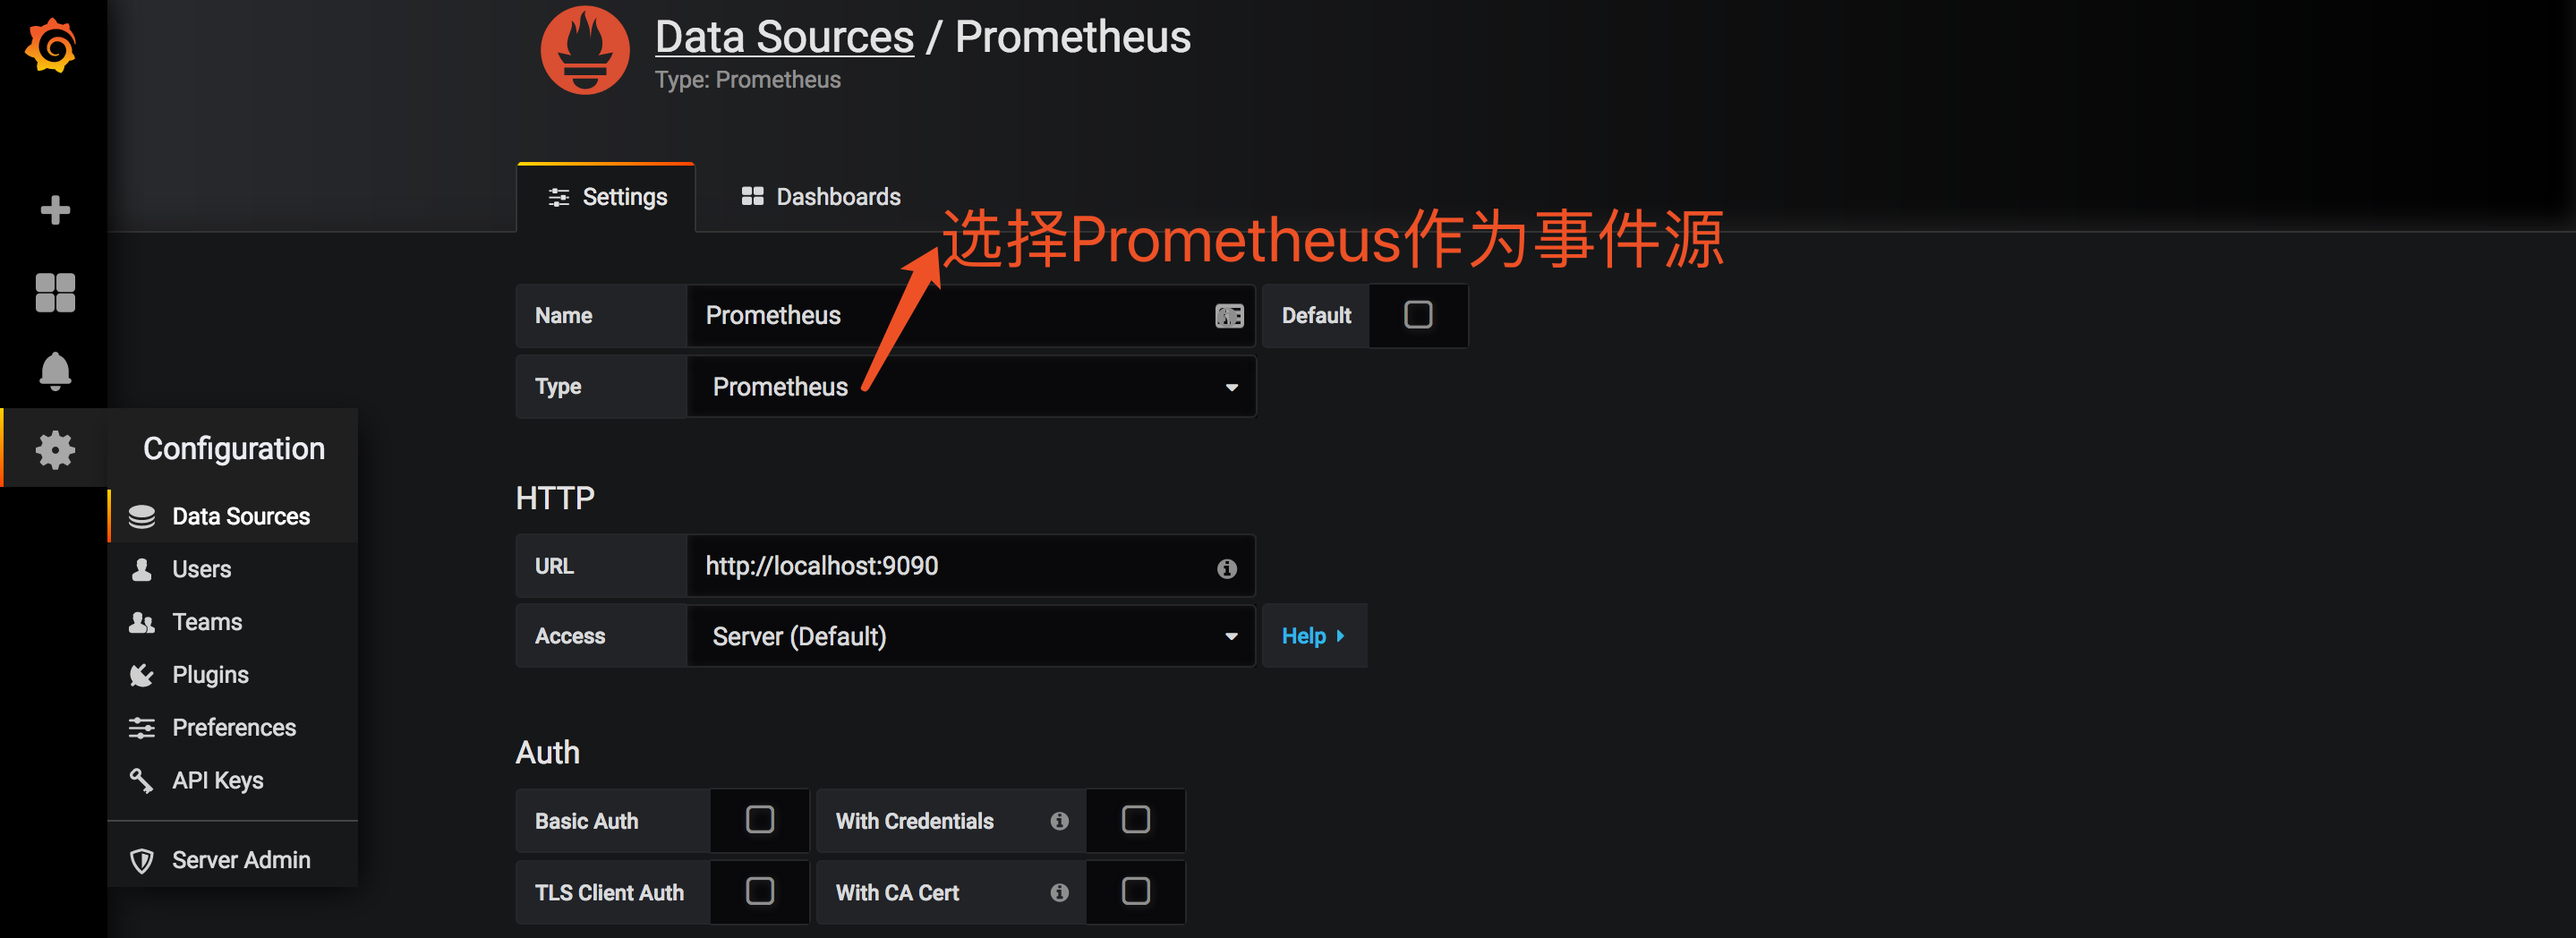 Data Sources / Prometheus
Type: Prometheus
Settings
Dashboards
选择Prometheus作为事件源
Name
Prometheus
Default
Type
Prometheus
Configuration
Data Sources
Users
Teams
Plugins
Preferences
API Keys
Server Admin
HTTP
URL
http://localhost:9090
Access
Server (Default)
Help
Auth
Basic Auth
With Credentials
TLS Client Auth
With CA Cert